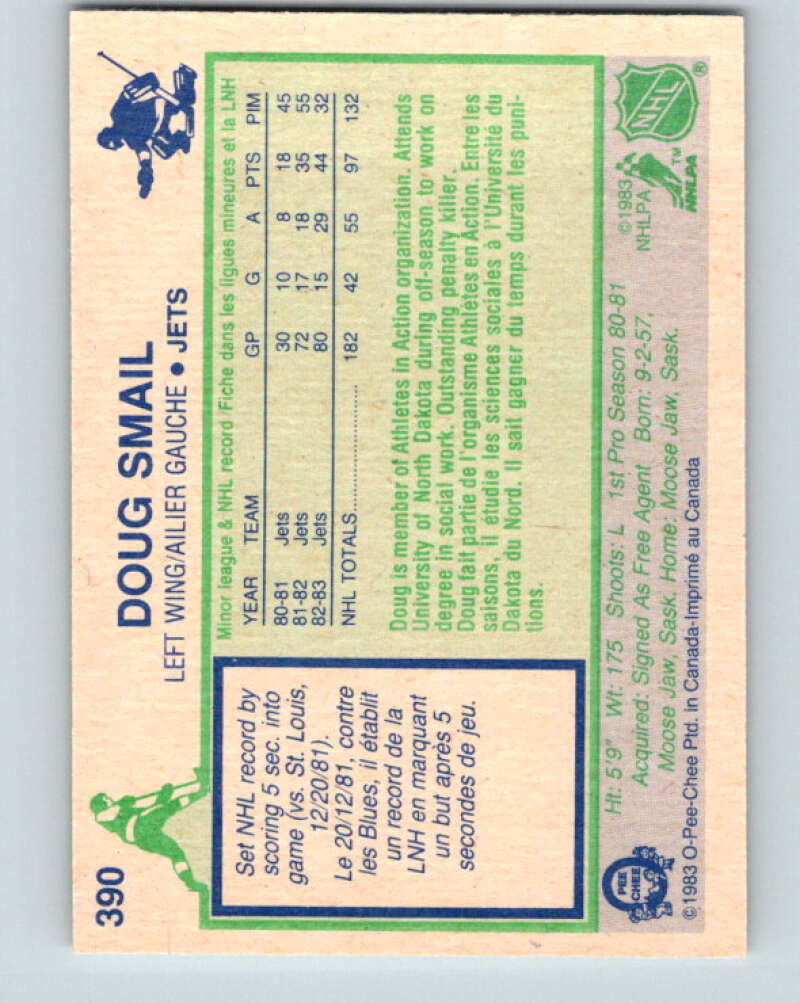 390
DOUG SMAIL
LEFT WING/AILIER GAUCHE • JETS
Set NHL record by
scoring 5 sec. into
game (vs. St. Louis,
12/20/81).
Le 20/12/81, contre
les Blues, il établit
un record de la
LNH en marquant
un but après 5
secondes de jeu.
Minor league & NHL record Fiche dans les ligues mineures et la LNH
YEAR TEAM GP G A PTS PIM
80-81 Jets 30 10 8 18 45
81-82 Jets 72 17 18 35 55
82-83 Jets 80 15 29 44 32
NHL TOTALS.................... 182 42 55 97 132
Doug is member of Athletes in Action organization. Attends
University of North Dakota during off-season to work on
degree in social work. Outstanding penalty killer.
Doug fait partie de l'organisme Athletes en Action. Entre les
saisons, il étudie les sciences sociales à l'Université du
Dakota du Nord. Il sait gagner du temps durant les puni-
tions.
Ht: 5'9" Wt: 175 Shoots: L 1st Pro Season 80-81
Acquired: Signed As Free Agent Born: 9-2-57,
Moose Jaw, Sask. Home: Moose Jaw, Sask.
©1983 O-Pee-Chee Ptd. in Canada-Imprimé au Canada
PEE
CHEE
©1983
NHLPA
NHLPA
TM
NHL
®